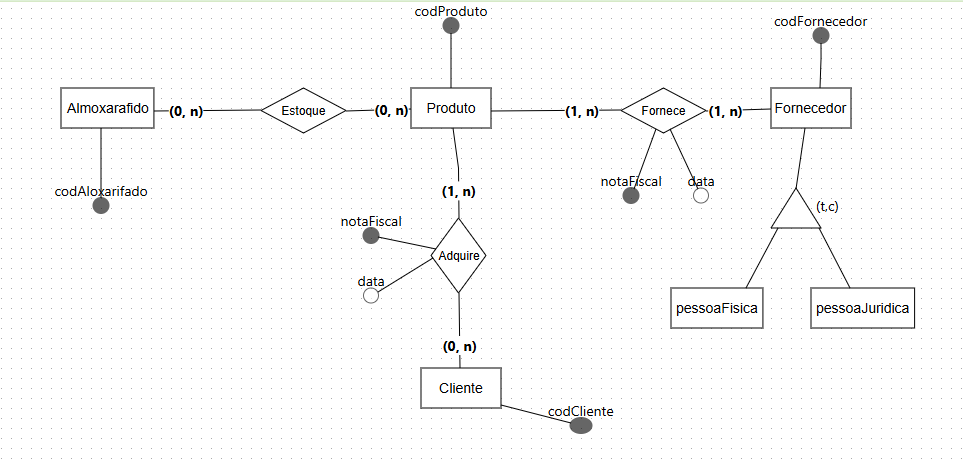 codProduto
codFornecedor
Almoxarafido
(0, n)
Estoque
(0, n)
Produto
(1, n)
Fornece
(1, n)
Fornecedor
codAloxarifado
(1, n)
notaFiscal
data
(t,c)
notaFiscal
Adquire
data
pessoaFisica
pessoaJuridica
(0, n)
Cliente
codCliente